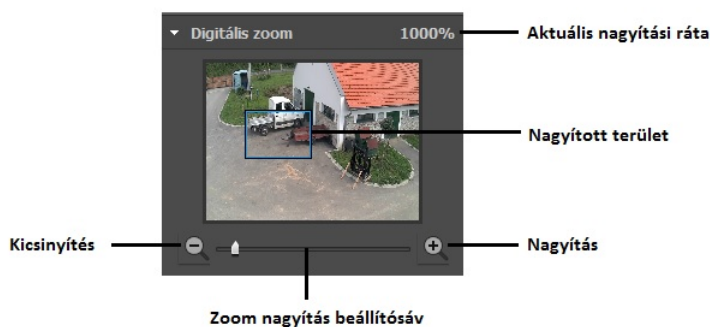 Digitális zoom 1000%
Aktuális nagyítási ráta
Nagyított terület
Kicsinyítés
Nagyítás
Zoom nagyítás beállítósáv